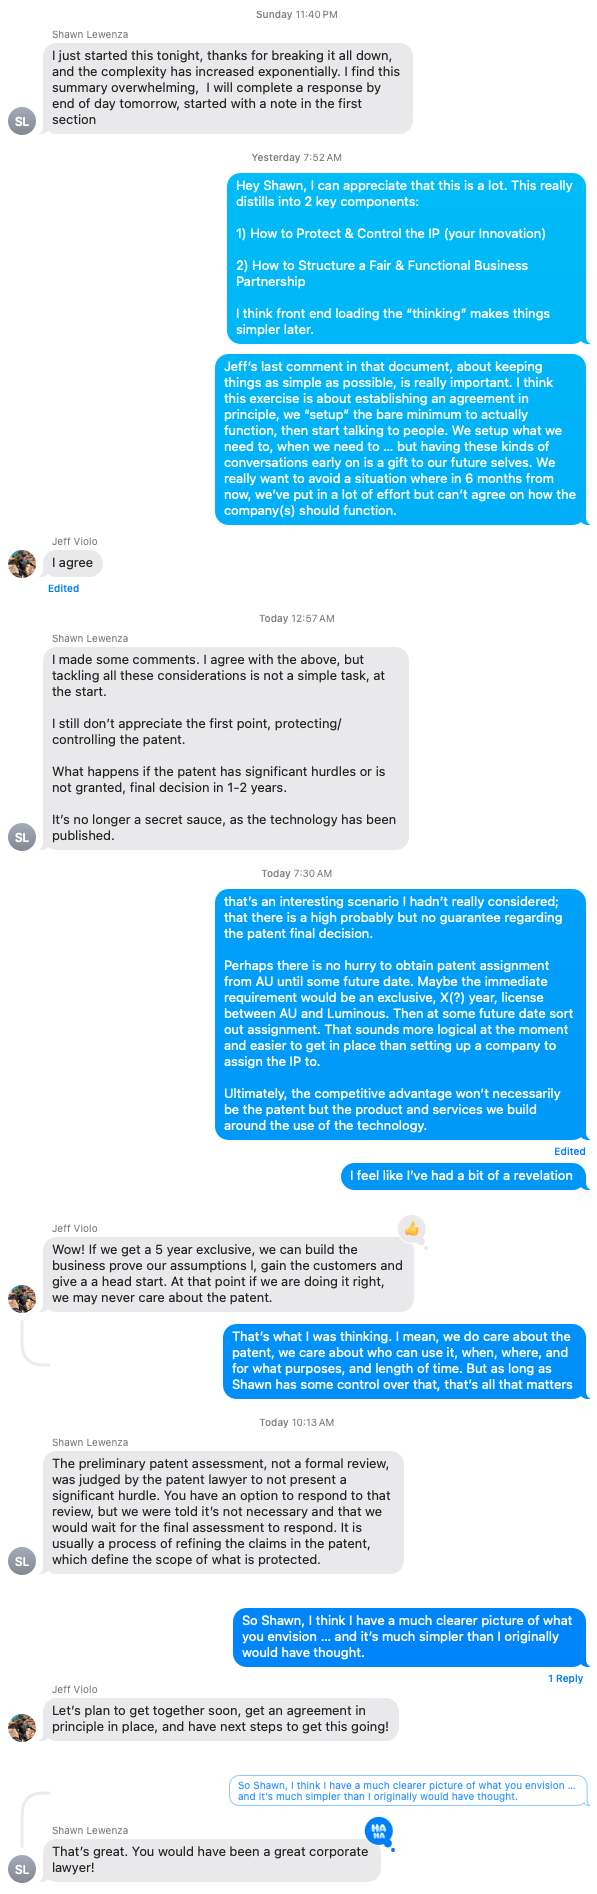 Sunday 11:40 PM
Shawn Lewenza
I just started this tonight, thanks for breaking it all down,
and the complexity has increased exponentially. I find this
summary overwhelming,  I will complete a response by
end of day tomorrow, started with a note in the first
section
SL
Yesterday 7:52 AM
Hey Shawn, I can appreciate that this is a lot. This really
distills into 2 key components:
1) How to Protect & Control the IP (your Innovation)
2) How to Structure a Fair & Functional Business
Partnership
I think front end loading the “thinking” makes things
simpler later.
Jeff’s last comment in that document, about keeping
things as simple as possible, is really important. I think
this exercise is about establishing an agreement in
principle, we “setup” the bare minimum to actually
function, then start talking to people. We setup what we
need to, when we need to ... but having these kinds of
conversations early on is a gift to our future selves. We
really want to avoid a situation where in 6 months from
now, we’ve put in a lot of effort but can’t agree on how the
company(s) should function.
Jeff Violo
I agree
Edited
Today 12:57 AM
Shawn Lewenza
I made some comments. I agree with the above, but
tackling all these considerations is not a simple task, at
the start.
I still don’t appreciate the first point, protecting/
controlling the patent.
What happens if the patent has significant hurdles or is
not granted, final decision in 1-2 years.
It’s no longer a secret sauce, as the technology has been
published.
SL
Today 7:30 AM
that’s an interesting scenario I hadn’t really considered;
that there is a high probably but no guarantee regarding
the patent final decision.
Perhaps there is no hurry to obtain patent assignment
from AU until some future date. Maybe the immediate
requirement would be an exclusive, X(?) year, license
between AU and Luminous. Then at some future date sort
out assignment. That sounds more logical at the moment
and easier to get in place than setting up a company to
assign the IP to.
Ultimately, the competitive advantage won’t necessarily
be the patent but the product and services we build
around the use of the technology.
Edited
I feel like I’ve had a bit of a revelation
Jeff Violo
Wow! If we get a 5 year exclusive, we can build the
business prove our assumptions I, gain the customers and
give a a head start. At that point if we are doing it right,
we may never care about the patent.
That’s what I was thinking. I mean, we do care about the
patent, we care about who can use it, when, where, and
for what purposes, and length of time. But as long as
Shawn has some control over that, that’s all that matters
Today 10:13 AM
Shawn Lewenza
The preliminary patent assessment, not a formal review,
was judged by the patent lawyer to not present a
significant hurdle. You have an option to respond to that
review, but we were told it’s not necessary and that we
would wait for the final assessment to respond. It is
usually a process of refining the claims in the patent,
which define the scope of what is protected.
SL
So Shawn, I think I have a much clearer picture of what
you envision ... and it’s much simpler than I originally
would have thought.
1 Reply
Jeff Violo
Let’s plan to get together soon, get an agreement in
principle in place, and have next steps to get this going!
So Shawn, I think I have a much clearer picture of what you envision ...
and it’s much simpler than I originally would have thought.
Shawn Lewenza
HA
HA
That’s great. You would have been a great corporate
lawyer!
SL